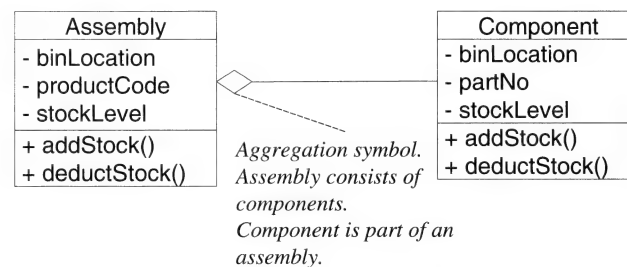 Assembly
- binLocation
- productCode
- stockLevel
+ addStock()
+ deductStock()
Component
- binLocation
- partNo
- stockLevel
+ addStock()
+ deductStock()
Aggregation symbol.
Assembly consists of
components.
Component is part of an
assembly.